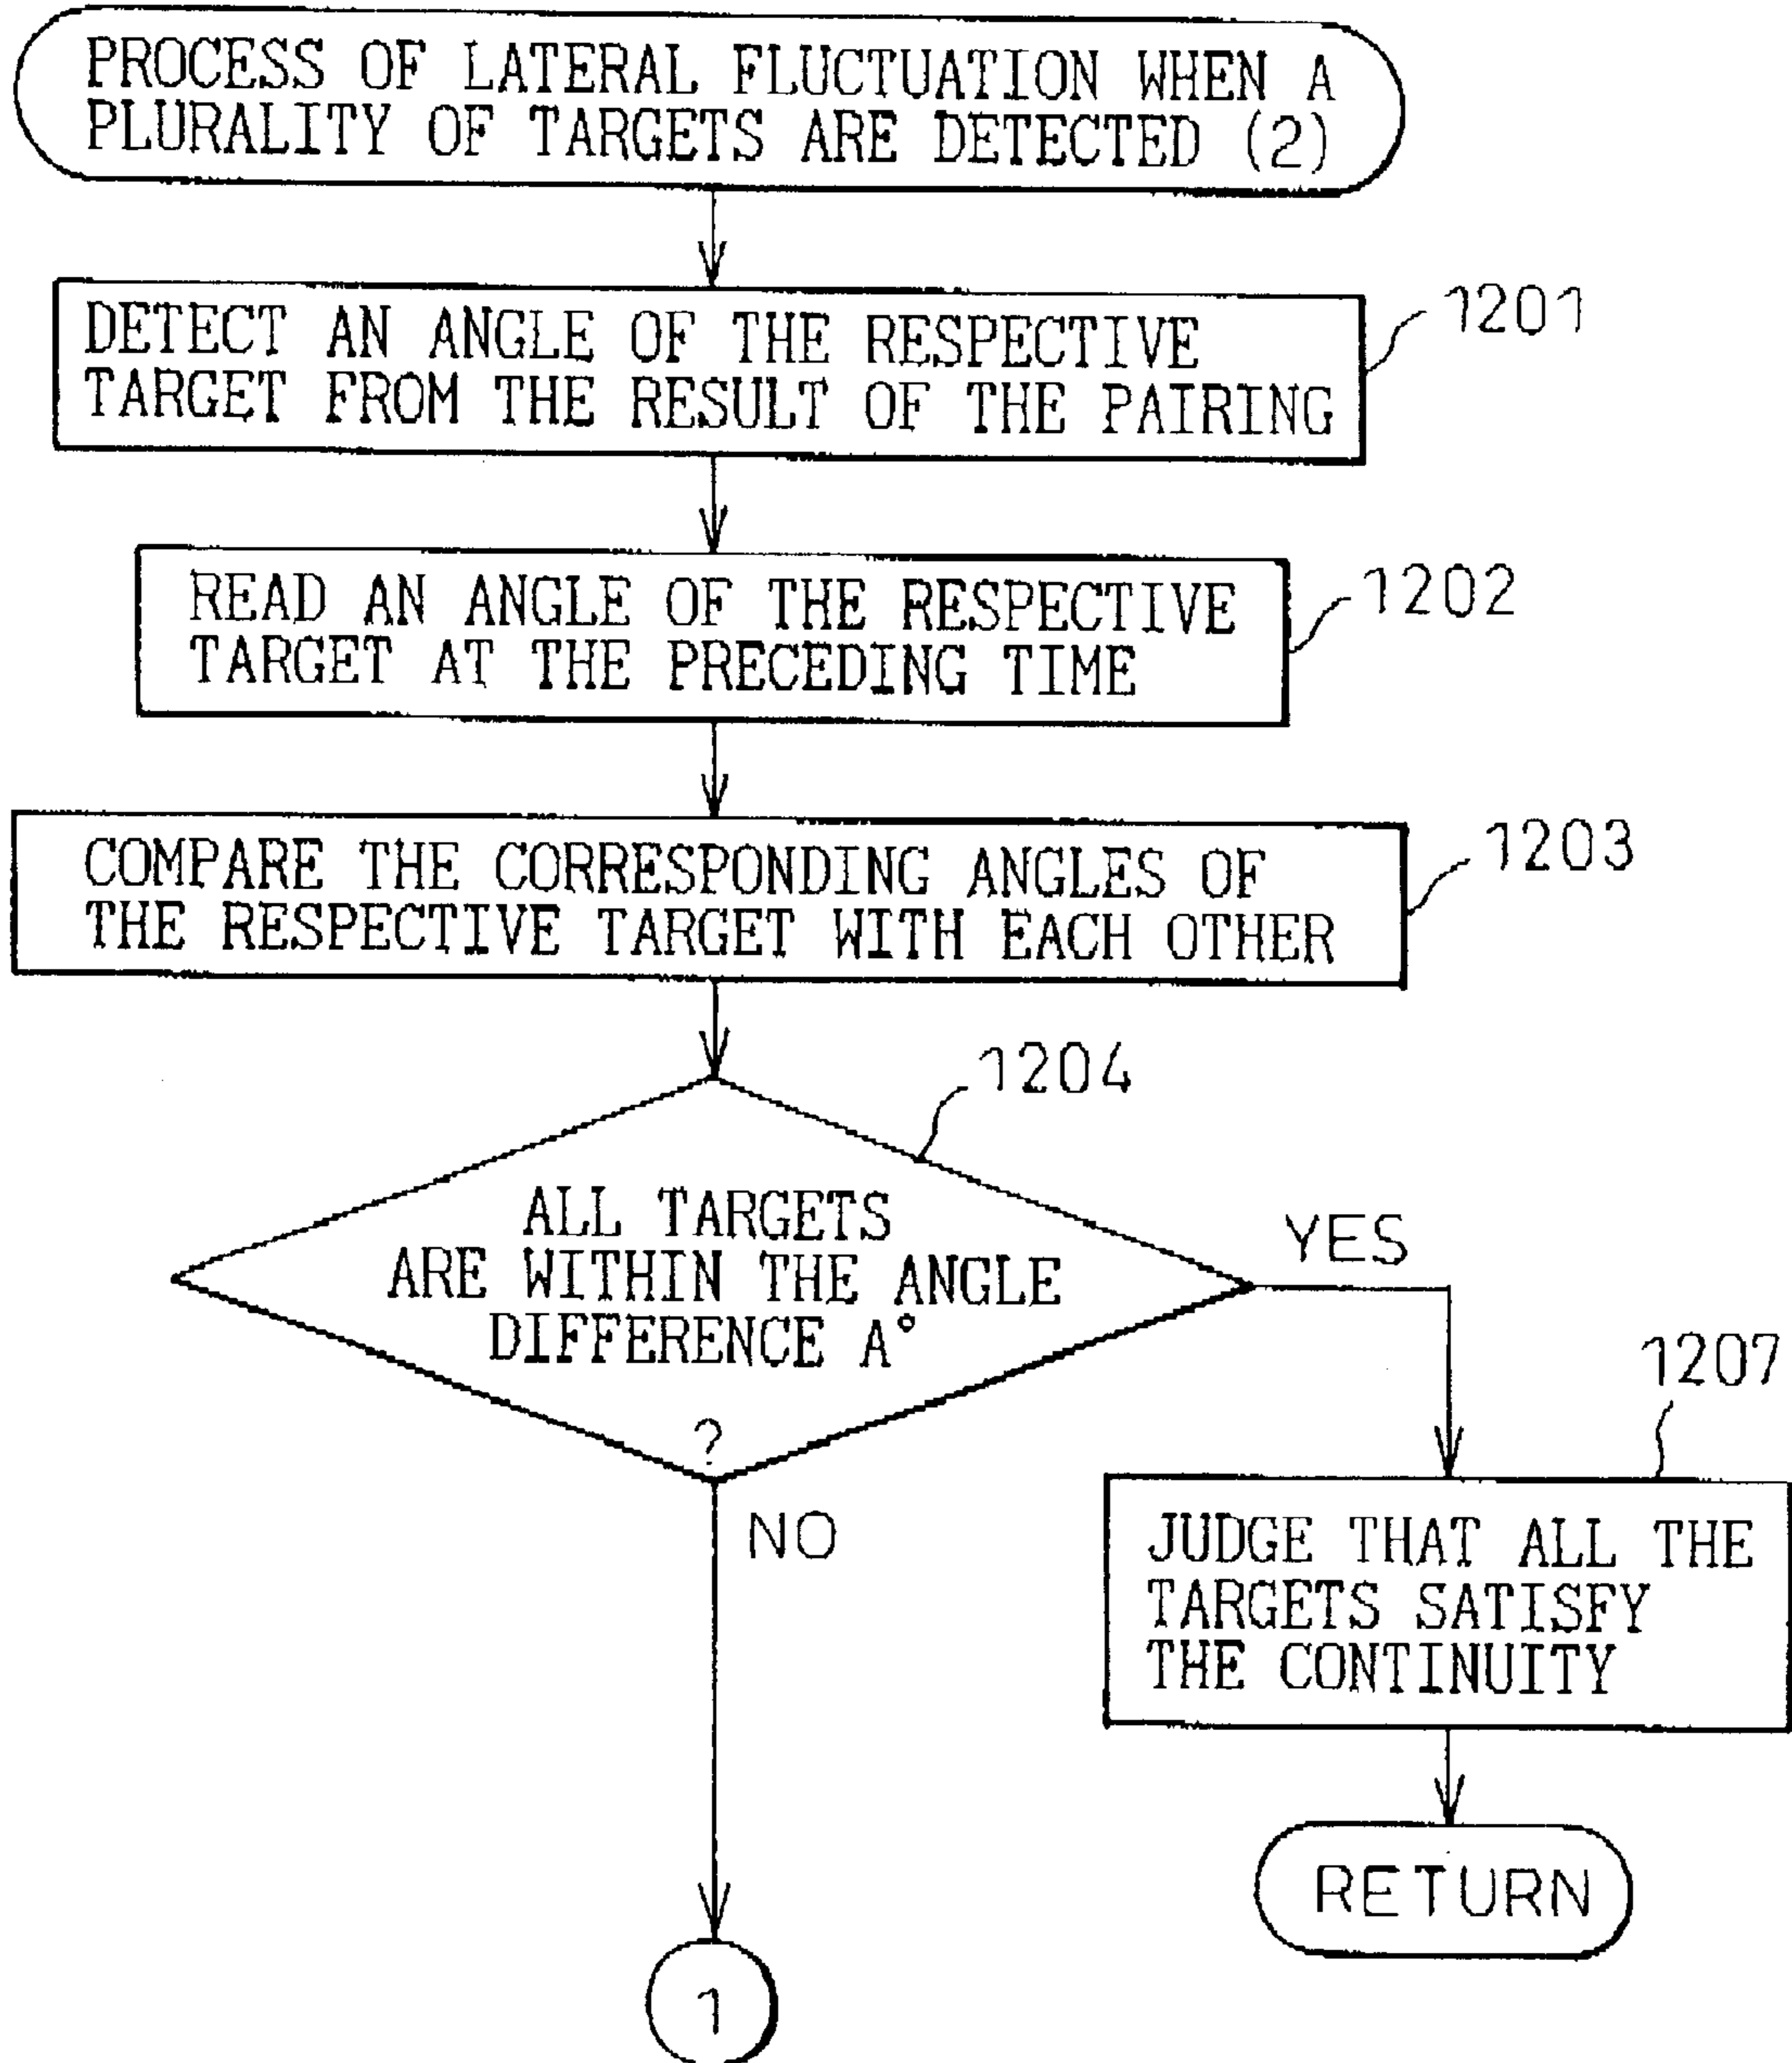 PROCESS OF LATERAL FLUCTUATION WHEN A
PLURALITY OF TARGETS ARE DETECTED (2)
DETECT AN ANGLE OF THE RESPECTIVE
TARGET FROM THE RESULT OF THE PAIRING
1201
READ AN ANGLE OF THE RESPECTIVE
TARGET AT THE PRECEDING TIME
1202
COMPARE THE CORRESPONDING ANGLES OF
THE RESPECTIVE TARGET WITH EACH OTHER
1203
1204
ALL TARGETS
ARE WITHIN THE ANGLE
DIFFERENCE A°
?
YES
NO
1207
JUDGE THAT ALL THE
TARGETS SATISFY
THE CONTINUITY
RETURN
1